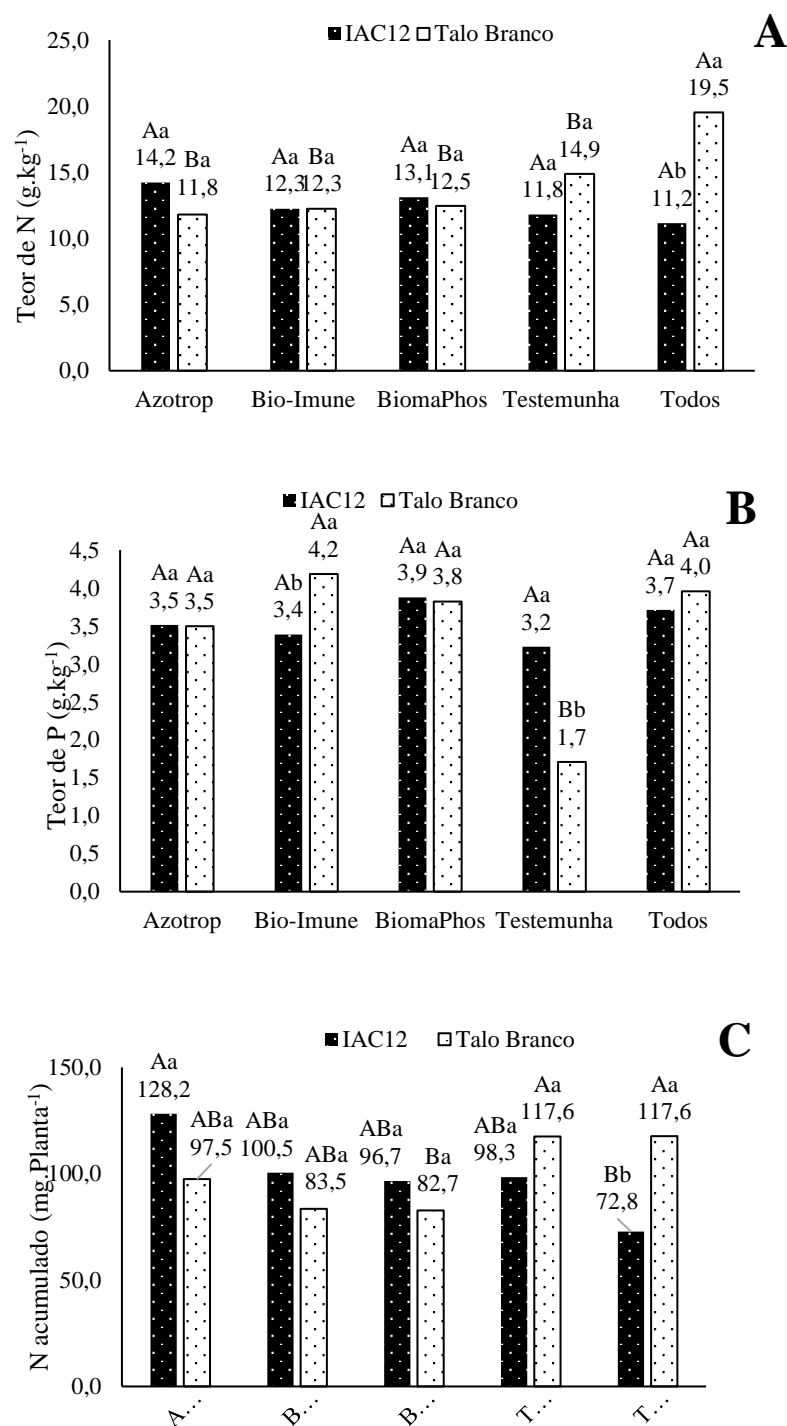 IAC12 Talo Branco
A
Teor de N (g.kg-1)
25,0
20,0
15,0
10,0
5,0
0,0
Aa
14,2
Ba
11,8
Aa
12,3
Ba
12,3
Aa
13,1
Ba
12,5
Aa
11,8
Ba
14,9
Ab
11,2
Aa
19,5
Azotrop Bio-Imune BiomaPhos Testemunha Todos
IAC12 Talo Branco
B
Teor de P (g.kg-1)
4,5
4,0
3,5
3,0
2,5
2,0
1,5
1,0
0,5
0,0
Aa
3,5
Aa
3,5
Ab
3,4
Aa
4,2
Aa
3,9
Aa
3,8
Aa
3,2
Bb
1,7
Aa
3,7
Aa
4,0
Azotrop Bio-Imune BiomaPhos Testemunha Todos
IAC12 Talo Branco
C
N acumulado (mg.Planta-1)
150,0
100,0
50,0
0,0
Aa
128,2
ABa
97,5
ABa
100,5
ABa
83,5
ABa
96,7
Ba
82,7
ABa
98,3
Aa
117,6
Bb
72,8
Aa
117,6
A… B… B… T… T…